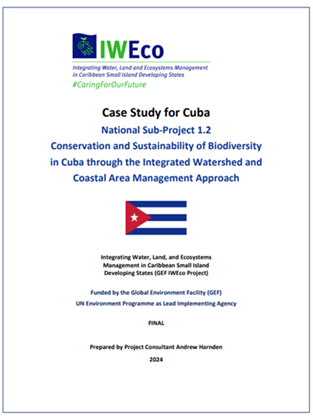 IWEco
Integrating Water, Land and Ecosystems Management
in Caribbean Small Island Developing States
#CaringForOurFuture
Case Study for Cuba
National Sub-Project 1.2
Conservation and Sustainability of Biodiversity
in Cuba through the Integrated Watershed and
Coastal Area Management Approach
Integrating Water, Land, and Ecosystems
Management in Caribbean Small Island
Developing States (GEF IWEco Project)
Funded by the Global Environment Facility (GEF)
UN Environment Programme as Lead Implementing Agency
FINAL
Prepared by Project Consultant Andrew Harnden
2024